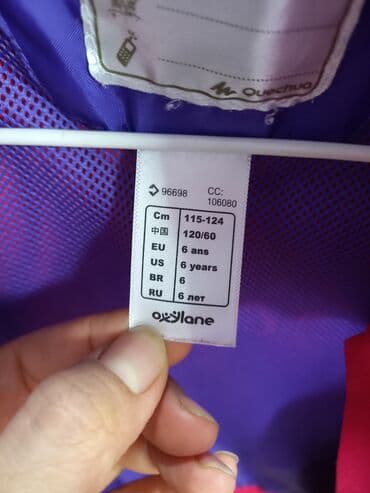 Quechua
96698 CC: 106080
Cm 115-124
中国 120/60
EU 6 ans
US 6 years
BR 6
RU 6 лет
oxylane